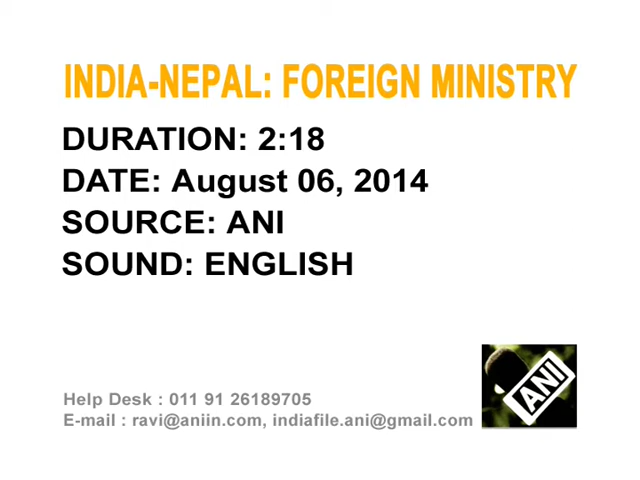 INDIA-NEPAL: FOREIGN MINISTRY
DURATION: 2:18
DATE: August 06, 2014
SOURCE: ANI
SOUND: ENGLISH
Help Desk : 011 91 26189705
E-mail : ravi@aniin.com, indiafile.ani@gmail.com
ANI